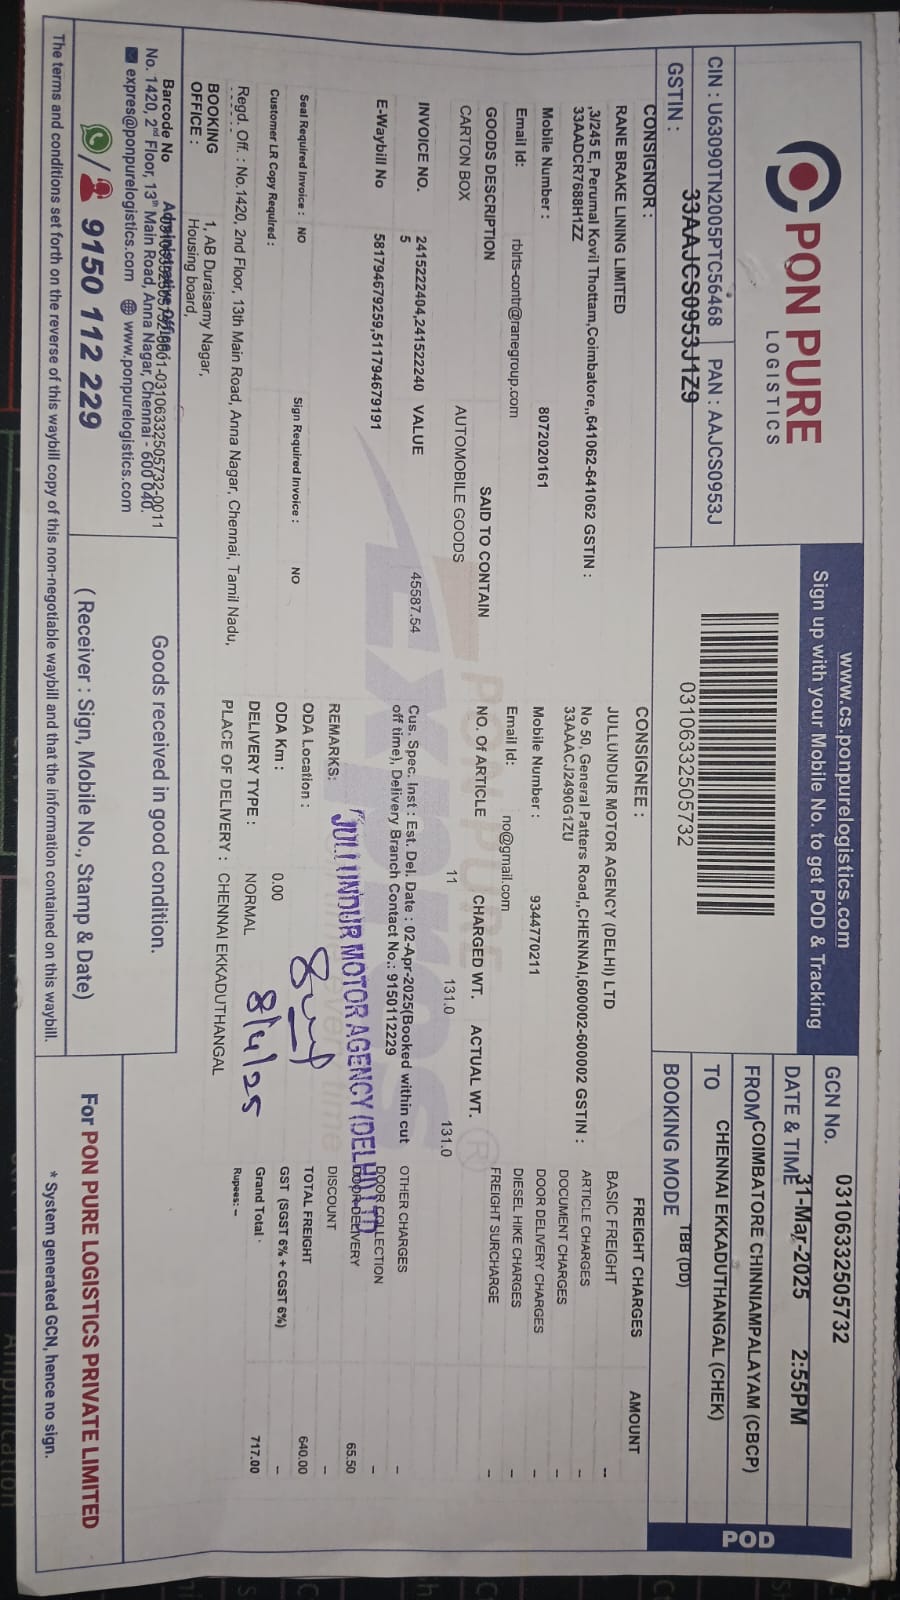 PON PURE
LOGISTICS
CIN : U63090TN2005PTC56468 PAN : AAJCS0953J
GSTIN : 33AAJCS0953J1Z9
www.cs.ponpurelogistics.com
Sign up with your Mobile No. to get POD & Tracking
03106332505732
GCN No. 03106332505732
DATE & TIME 31-Mar-2025 2:55PM
FROM COIMBATORE CHINNIAMPALAYAM (CBCP)
TO CHENNAI EKKADUTHANGAL (CHEK)
BOOKING MODE TBB (DD)
POD
CONSIGNOR :
RANE BRAKE LINING LIMITED
,3/245 E, Perumal Kovil Thottam,Coimbatore,,641062-641062 GSTIN :
33AADCR7688H1ZZ
Mobile Number : 8072020161
Email Id: rblrts-contr@ranegroup.com
GOODS DESCRIPTION SAID TO CONTAIN
CARTON BOX AUTOMOBILE GOODS
INVOICE NO. 2415222404,241522240 VALUE 45587.54
5
E-Waybill No 581794679259,511794679191
Seal Required Invoice : NO Sign Required Invoice : NO
Customer LR Copy Required :
Regd. Off. : No.1420, 2nd Floor, 13th Main Road, Anna Nagar, Chennai, Tamil Nadu,
BOOKING OFFICE : 1, AB Duraisamy Nagar,
Housing board,
CONSIGNEE :
JULLUNDUR MOTOR AGENCY (DELHI) LTD
No 50, General Patters Road,,CHENNAI,600002-600002 GSTIN :
33AAACJ2490G1ZU
Mobile Number : 9344770211
Email Id: no@gmail.com
NO. Of ARTICLE CHARGED WT. ACTUAL WT.
11 131.0 131.0
PON PURE
EXPRESS
®
Cus. Spec. Inst : Est. Del. Date : 02-Apr-2025(Booked within cut
off time), Delivery Branch Contact No.: 9150112229
REMARKS:
JULLUNDUR MOTOR AGENCY (DELHI) LTD
ODA Location :
ODA Km : 0.00
DELIVERY TYPE : NORMAL
8/4/25
PLACE OF DELIVERY : CHENNAI EKKADUTHANGAL
FREIGHT CHARGES AMOUNT
BASIC FREIGHT --
ARTICLE CHARGES –
DOCUMENT CHARGES
DOOR DELIVERY CHARGES –
DIESEL HIKE CHARGES –
FREIGHT SURCHARGE –
OTHER CHARGES –
DOOR COLLECTION –
DOOR DELIVERY 65.50
DISCOUNT –
TOTAL FREIGHT 640.00
GST (SGST 6% + CGST 6%) –
Grand Total · 717.00
Rupees: –
Barcode No Administrative Office :
03106332505732-0001-03106332505732-0011
No. 1420, 2nd Floor, 13th Main Road, Anna Nagar, Chennai - 600 040.
expres@ponpurelogistics.com www.ponpurelogistics.com
/ 9150 112 229
Goods received in good condition.
( Receiver : Sign, Mobile No., Stamp & Date)
For PON PURE LOGISTICS PRIVATE LIMITED
* System generated GCN, hence no sign.
The terms and conditions set forth on the reverse of this waybill copy of this non-negotiable waybill and that the information contained on this waybill.